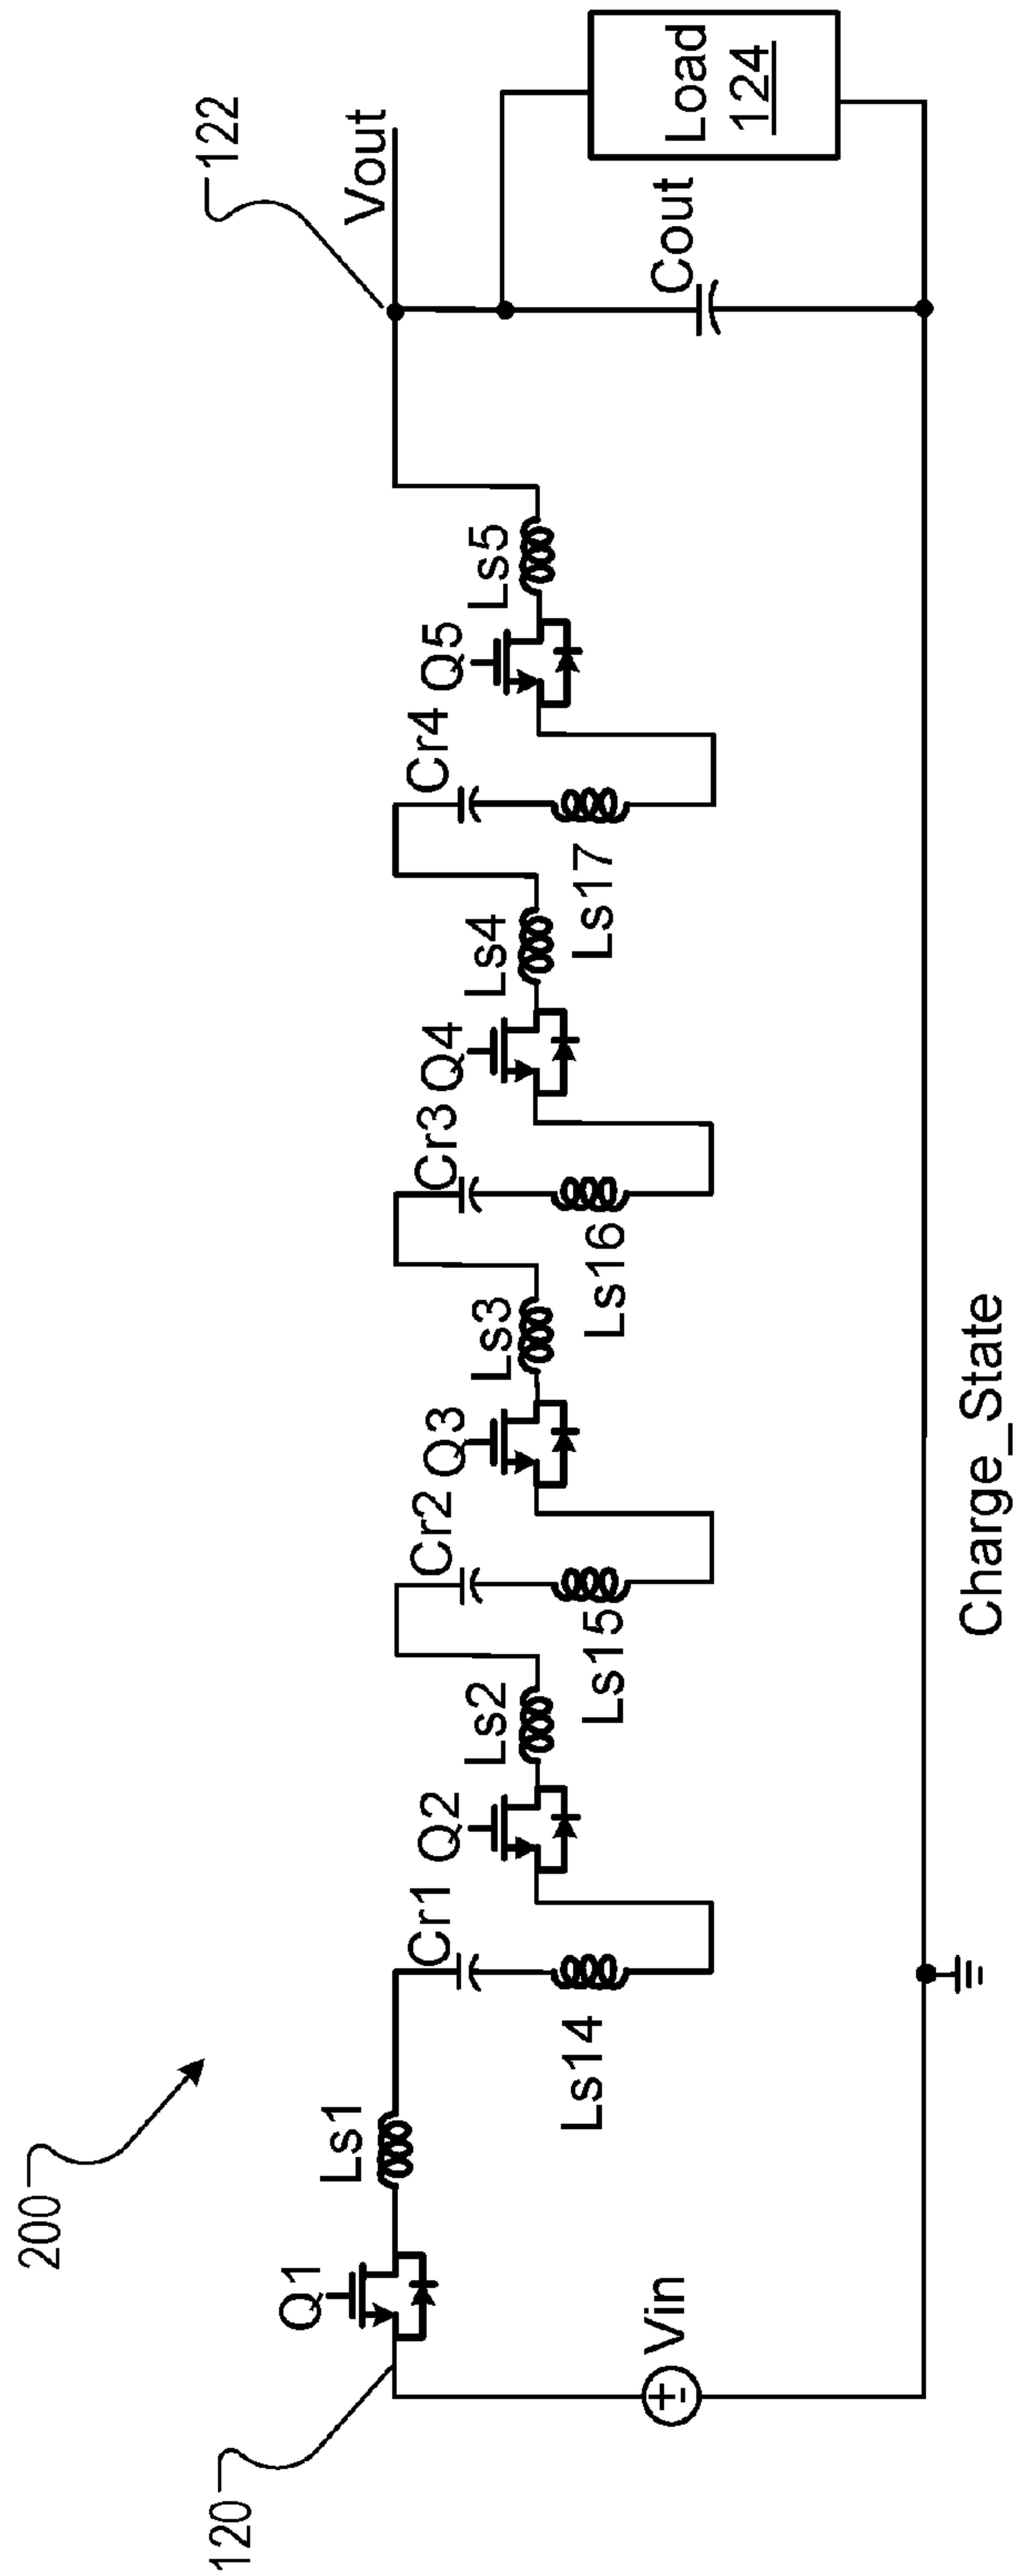 200
120
122
Q1
Ls1
Cr1
Ls14
Q2
Ls2
Cr2
Ls15
Q3
Ls3
Cr3
Ls16
Q4
Ls4
Cr4
Ls17
Q5
Ls5
Vout
Cout
Load
124
Vin
Charge_State